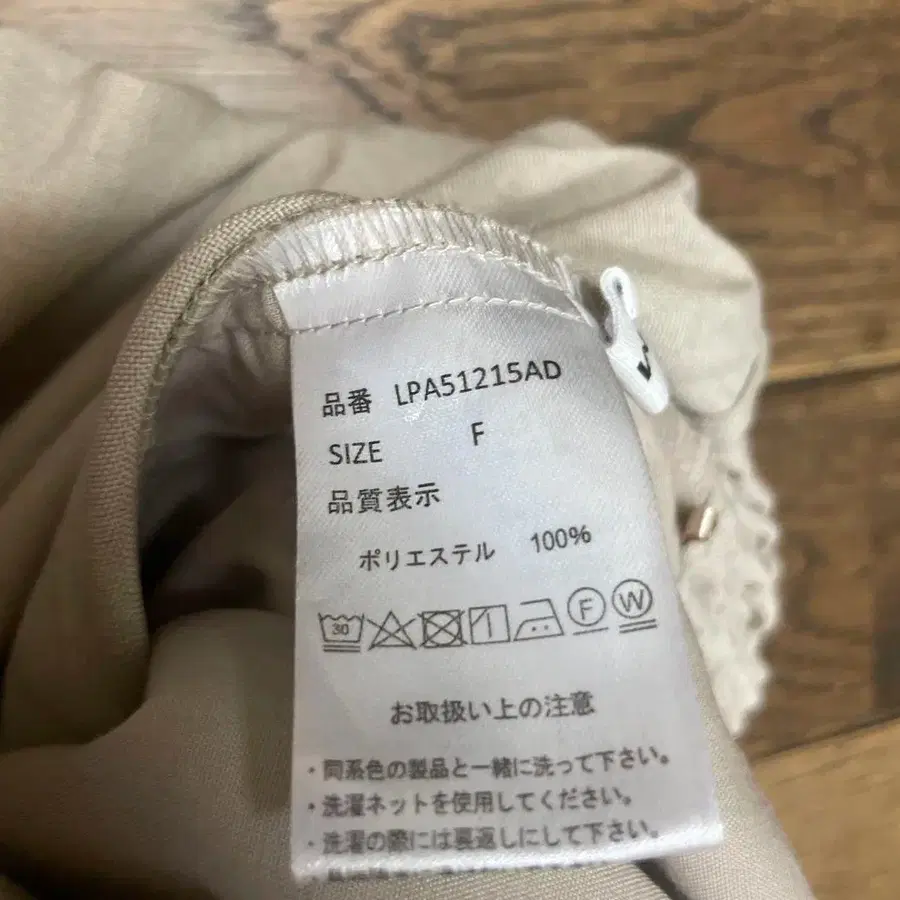 品番 LPA51215AD
SIZE F
品質表示
ポリエステル 100%
30 F W
お取扱い上の注意
・同系色の製品と一緒に洗って下さい。
・洗濯ネットを使用してください。
・洗濯の際には裏返しにして下さい。